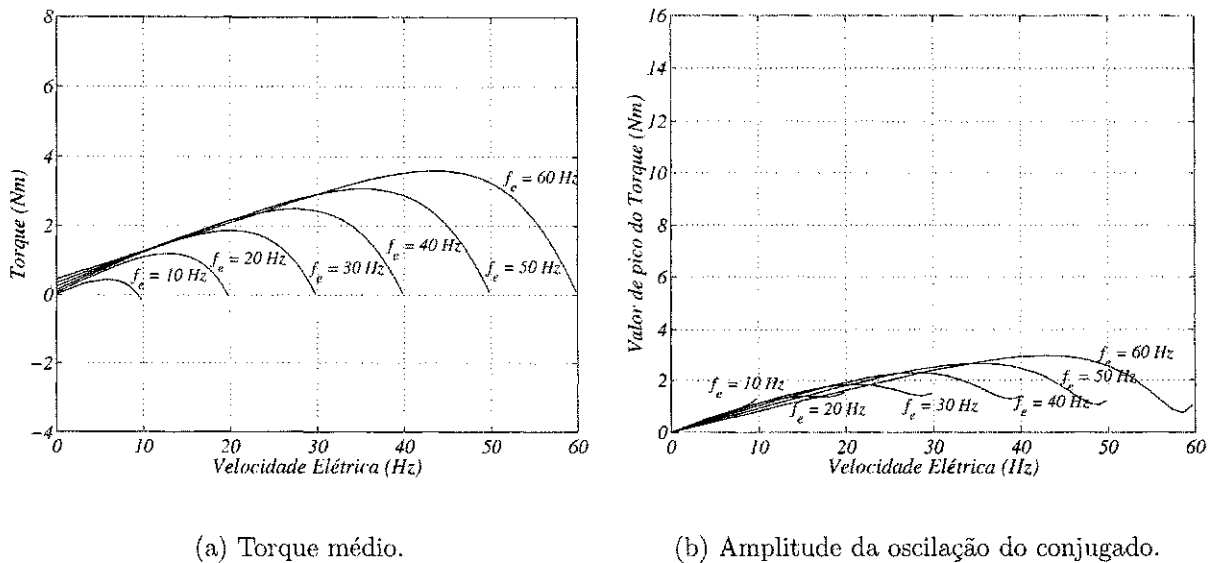 8
6
4
2
0
−2
−4
Torque (Nm)
f_e = 60 Hz
f_e = 50 Hz
f_e = 40 Hz
f_e = 30 Hz
f_e = 20 Hz
f_e = 10 Hz
0 10 20 30 40 50 60
Velocidade Elétrica (Hz)
(a) Torque médio.
16
14
12
10
8
6
4
2
0
Valor de pico do Torque (Nm)
f_e = 60 Hz
f_e = 50 Hz
f_e = 40 Hz
f_e = 30 Hz
f_e = 20 Hz
f_e = 10 Hz
0 10 20 30 40 50 60
Velocidade Elétrica (Hz)
(b) Amplitude da oscilação do conjugado.